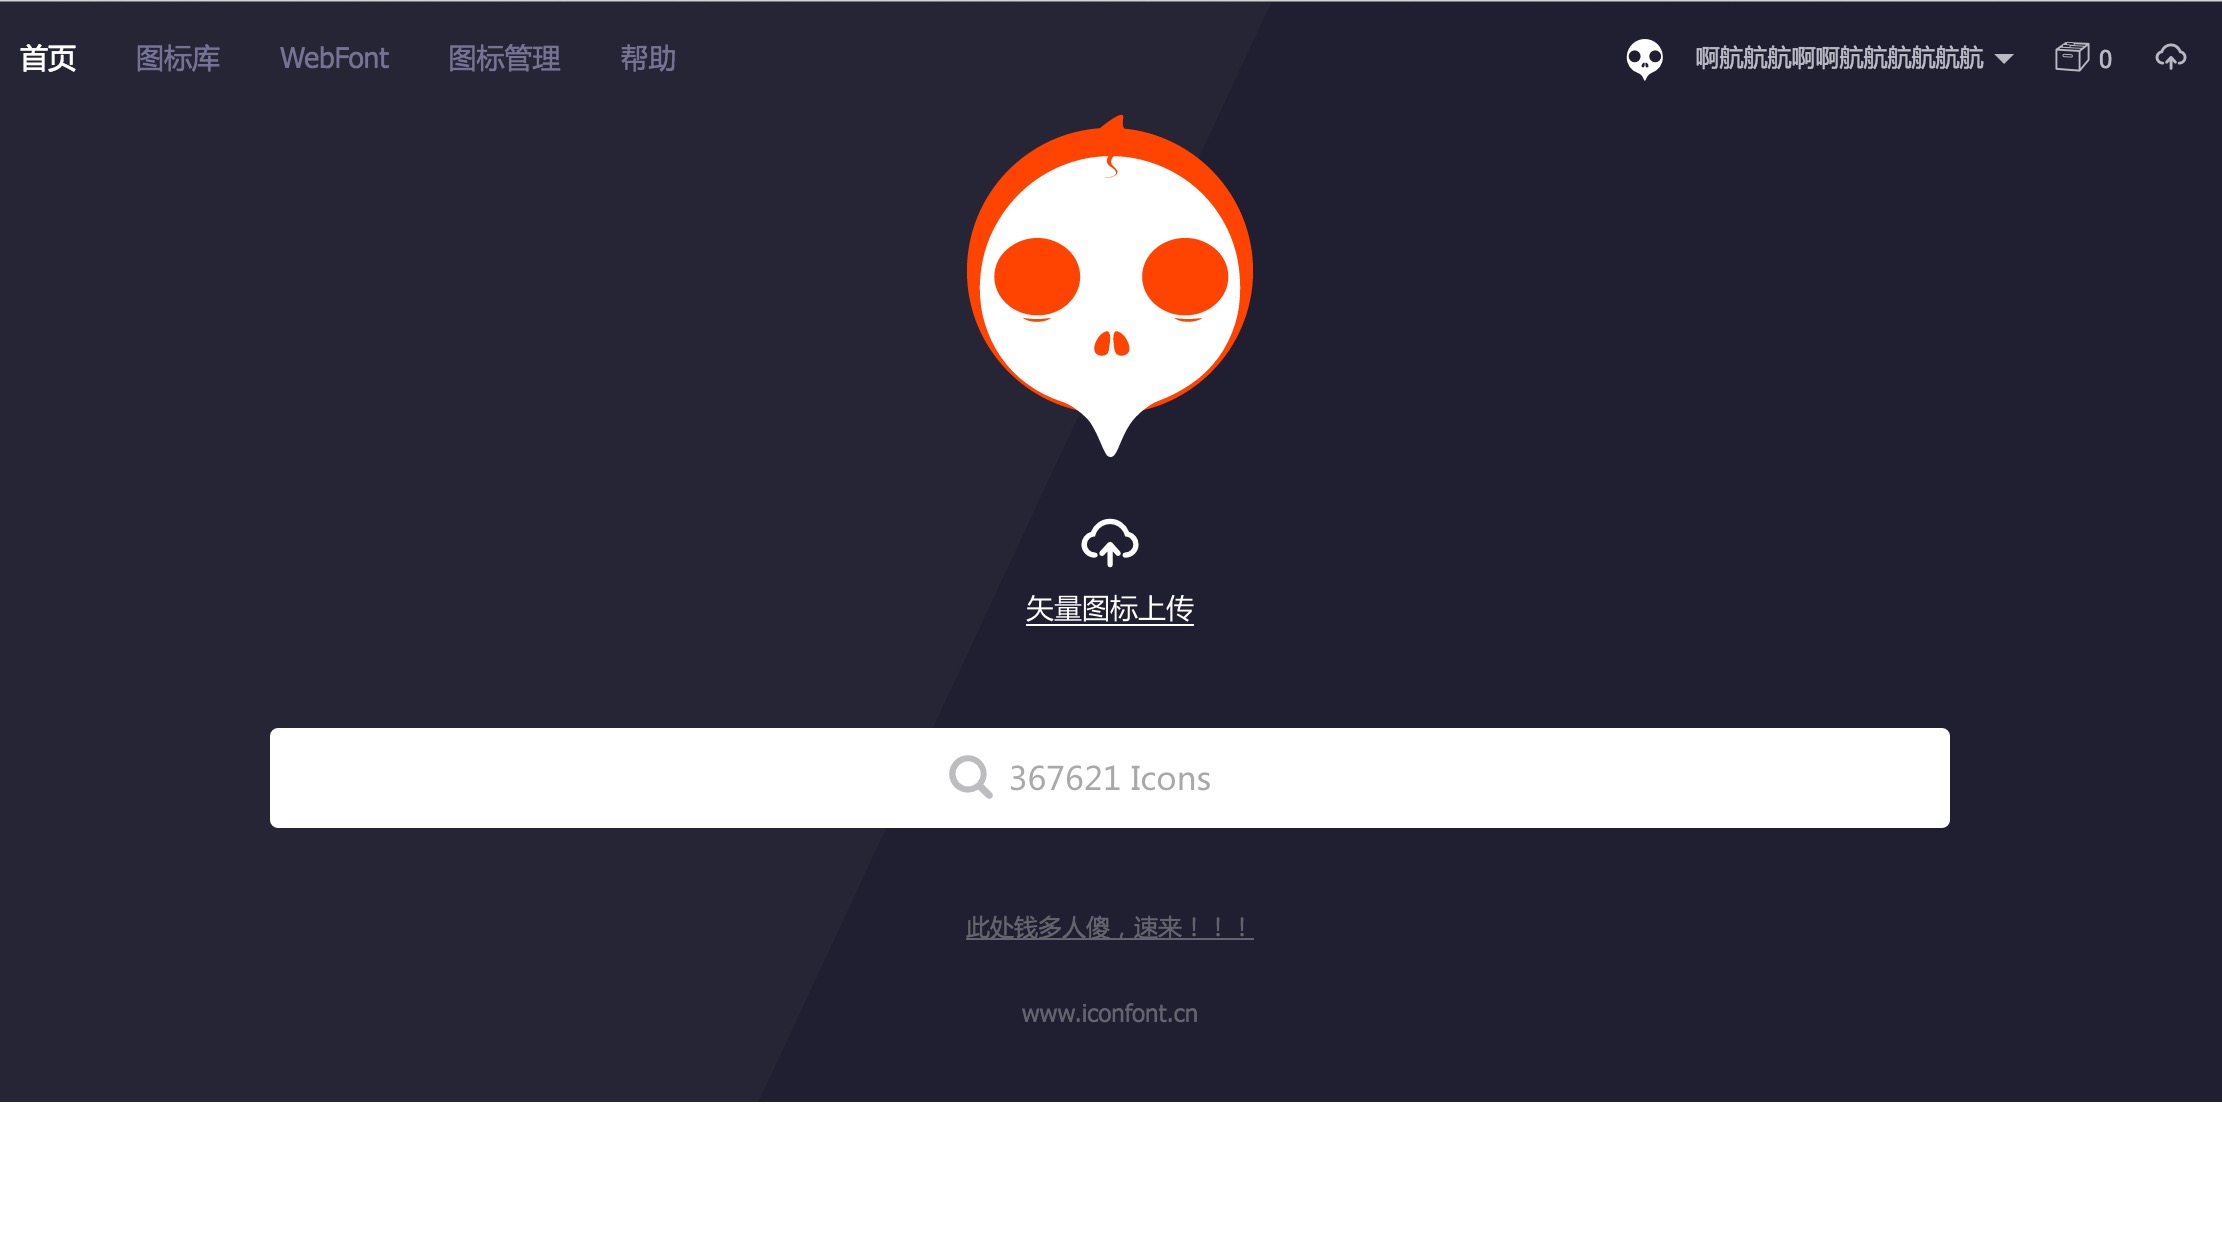 首页 图标库 WebFont 图标管理 帮助 啊航航航啊啊航航航航航航 0
矢量图标上传
367621 Icons
此处钱多人傻，速来！！！
www.iconfont.cn